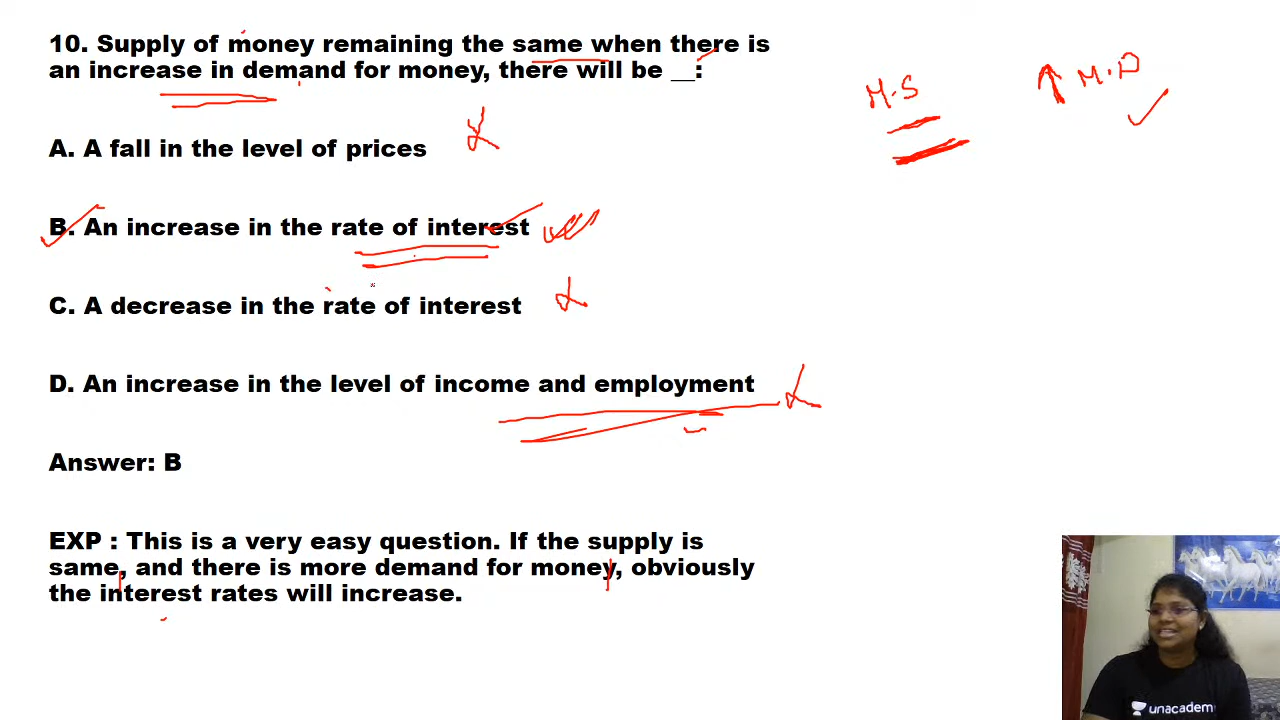 10. Supply of money remaining the same when there is
an increase in demand for money, there will be __:
M.S
↑ M.D
A. A fall in the level of prices
B. An increase in the rate of interest
C. A decrease in the rate of interest
D. An increase in the level of income and employment
Answer: B
EXP : This is a very easy question. If the supply is
same, and there is more demand for money, obviously
the interest rates will increase.
unacademy